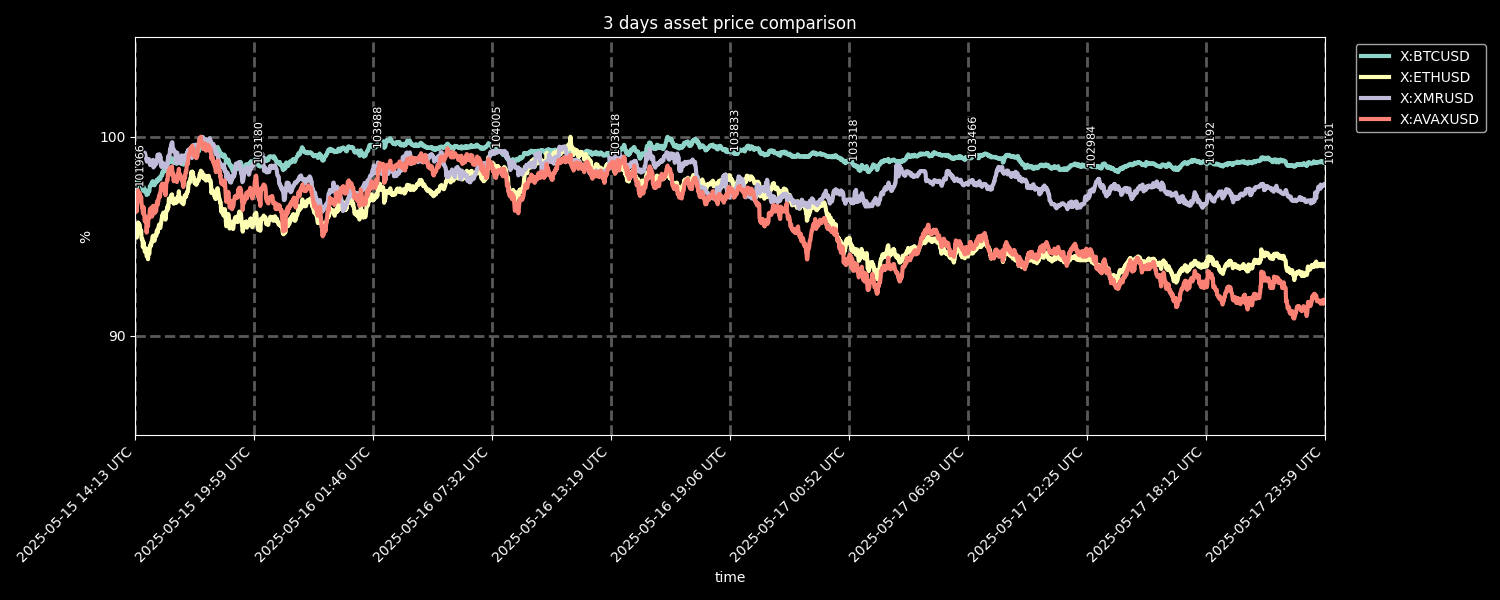 3 days asset price comparison
X:BTCUSD
X:ETHUSD
X:XMRUSD
X:AVAXUSD
%
100
90
101966
103180
103988
104005
103618
103833
103318
103466
102984
103192
103161
2025-05-15 14:13 UTC
2025-05-15 19:59 UTC
2025-05-16 01:46 UTC
2025-05-16 07:32 UTC
2025-05-16 13:19 UTC
2025-05-16 19:06 UTC
2025-05-17 00:52 UTC
2025-05-17 06:39 UTC
2025-05-17 12:25 UTC
2025-05-17 18:12 UTC
2025-05-17 23:59 UTC
time